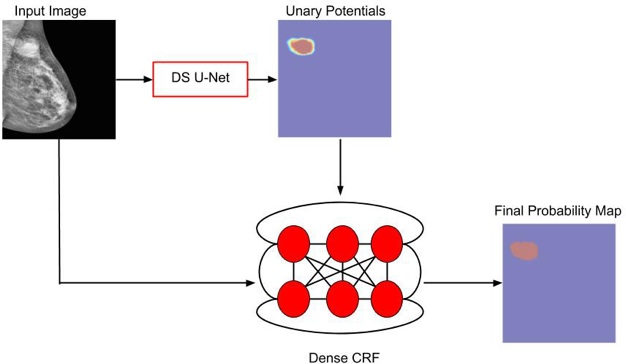 Input Image
Unary Potentials
DS U-Net
Final Probability Map
Dense CRF